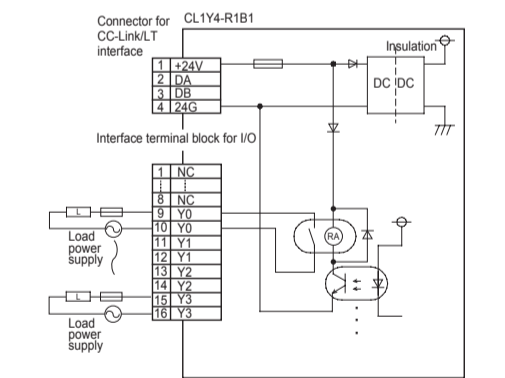 Connector for
CC-Link/LT
interface
CL1Y4-R1B1
Insulation
1 +24V
2 DA
3 DB
4 24G
DC DC
Interface terminal block for I/O
1 NC
8 NC
9 Y0
10 Y0
11 Y1
12 Y1
13 Y2
14 Y2
15 Y3
16 Y3
L
Load
power
supply
RA
L
Load
power
supply